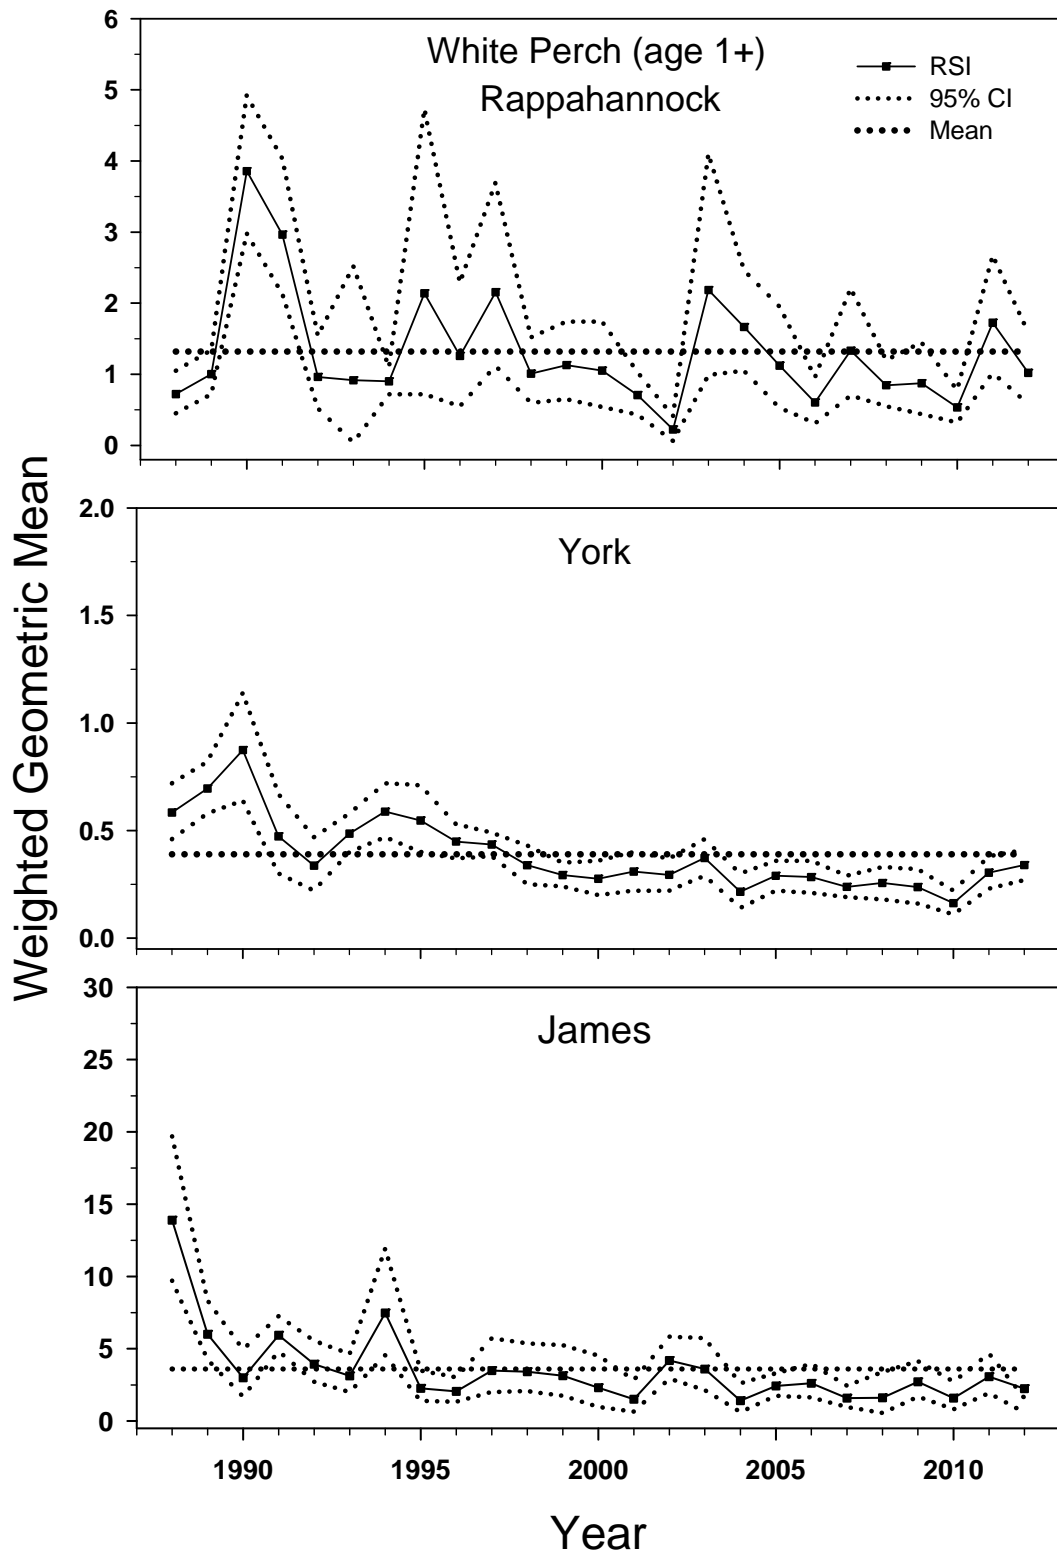 White Perch (age 1+)
Rappahannock
RSI
95% CI
Mean
6
5
4
3
2
1
0
York
2.0
1.5
1.0
0.5
0.0
James
30
25
20
15
10
5
0
1990 1995 2000 2005 2010
Year
Weighted Geometric Mean